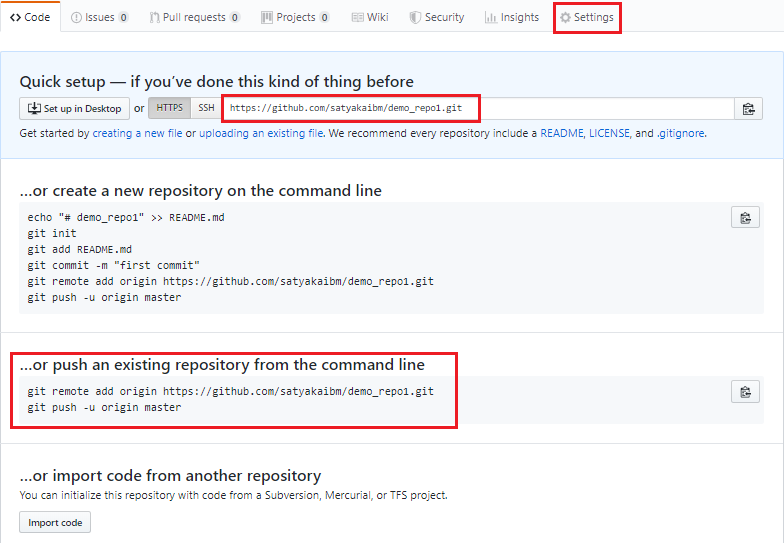 Code Issues 0 Pull requests 0 Projects 0 Wiki Security Insights Settings
Quick setup — if you've done this kind of thing before
Set up in Desktop or HTTPS SSH https://github.com/satyakaibm/demo_repo1.git
Get started by creating a new file or uploading an existing file. We recommend every repository include a README, LICENSE, and .gitignore.
...or create a new repository on the command line
echo "# demo_repo1" >> README.md
git init
git add README.md
git commit -m "first commit"
git remote add origin https://github.com/satyakaibm/demo_repo1.git
git push -u origin master
...or push an existing repository from the command line
git remote add origin https://github.com/satyakaibm/demo_repo1.git
git push -u origin master
...or import code from another repository
You can initialize this repository with code from a Subversion, Mercurial, or TFS project.
Import code